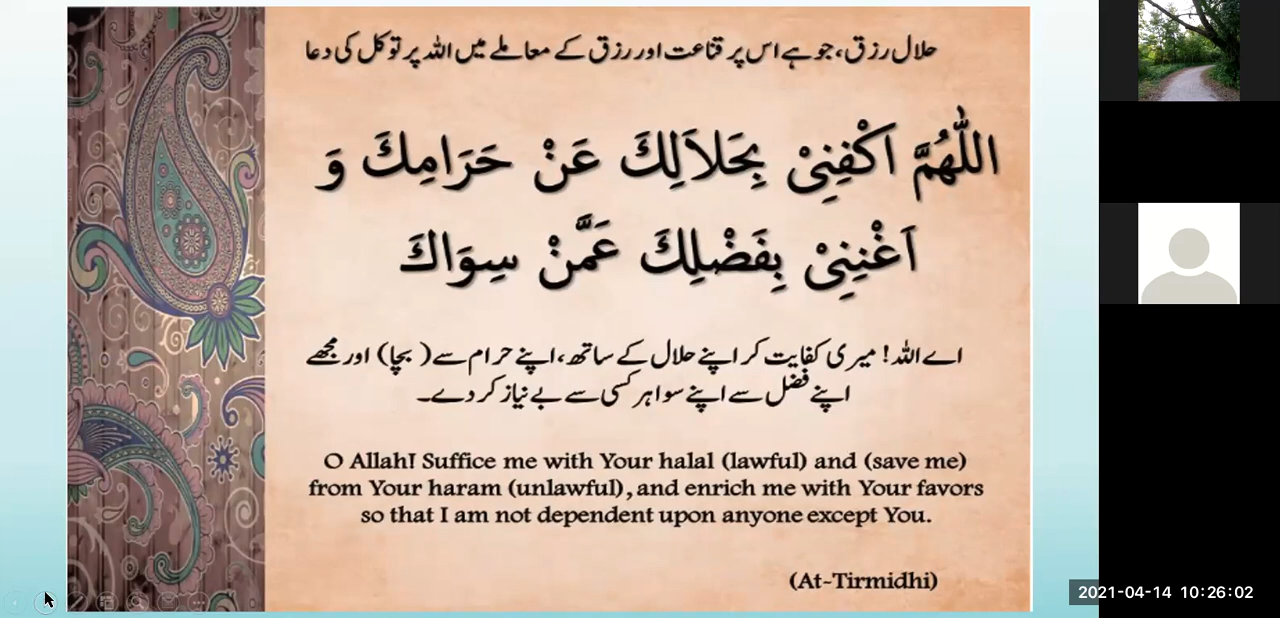 حلال رزق، جو ہے اس پر قناعت اور رزق کے معاملے میں اللہ پر توکل کی دعا
اللّٰهُمَّ اكْفِنِيْ بِحَلاَلِكَ عَنْ حَرَامِكَ وَ
اَغْنِنِيْ بِفَضْلِكَ عَمَّنْ سِوَاكَ
اے اللہ! میری کفایت کر اپنے حلال کے ساتھ، اپنے حرام سے (بچا) اور مجھے
اپنے فضل سے اپنے سوا ہر کسی سے بے نیاز کر دے۔
O Allah! Suffice me with Your halal (lawful) and (save me)
from Your haram (unlawful), and enrich me with Your favors
so that I am not dependent upon anyone except You.
(At-Tirmidhi)
2021-04-14 10:26:02